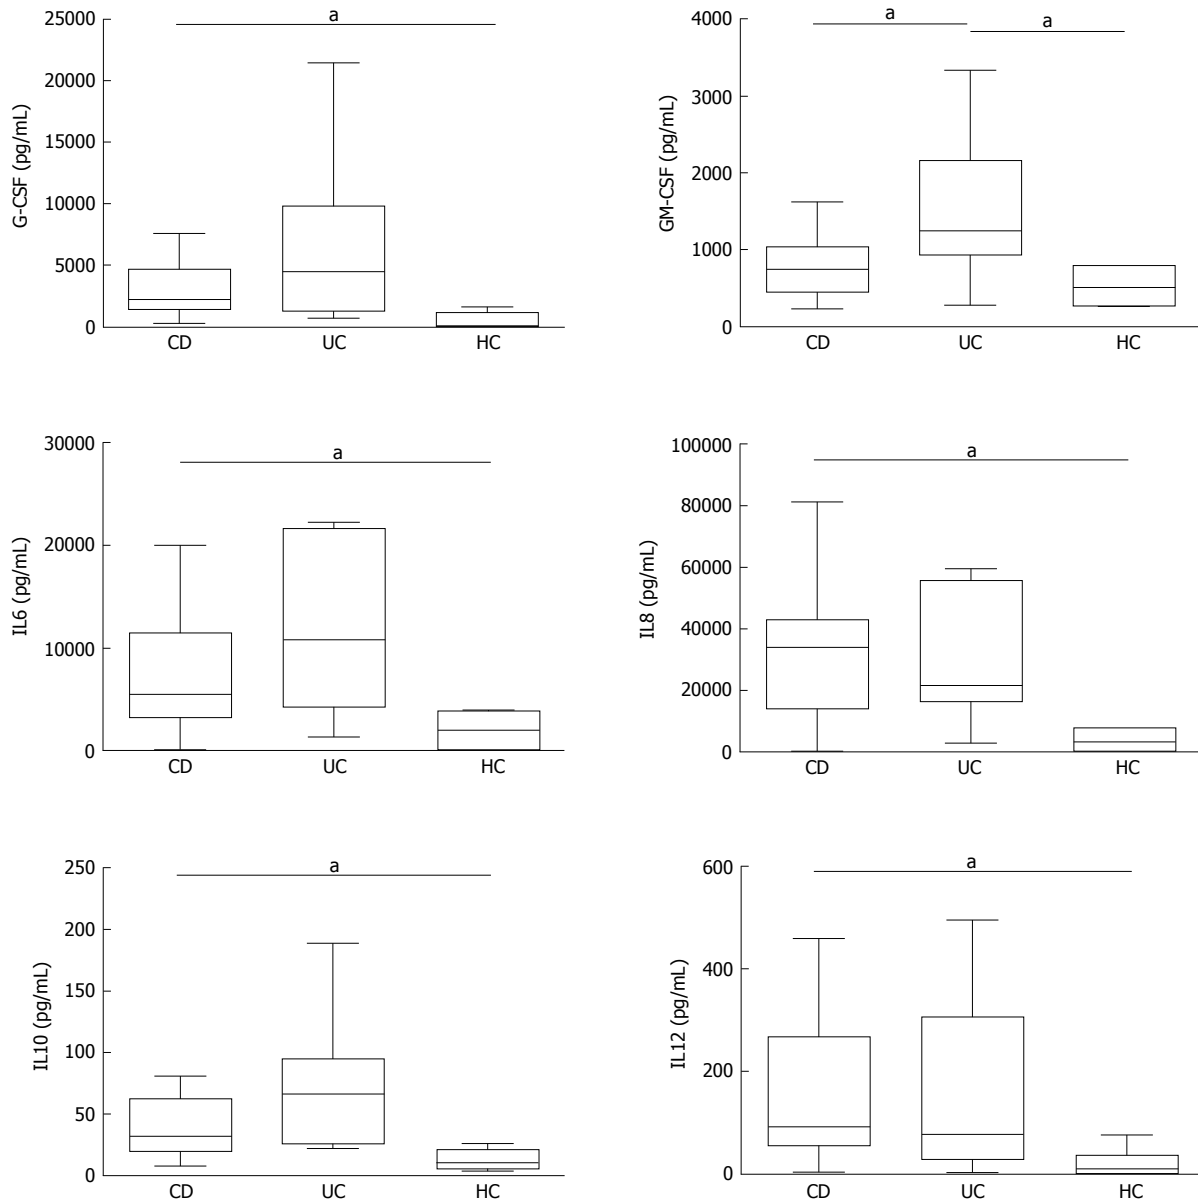 a
25000
20000
15000
10000
5000
0
G-CSF (pg/mL)
CD UC HC
a a
4000
3000
2000
1000
0
GM-CSF (pg/mL)
CD UC HC
a
30000
20000
10000
0
IL6 (pg/mL)
CD UC HC
a
100000
80000
60000
40000
20000
0
IL8 (pg/mL)
CD UC HC
a
250
200
150
100
50
0
IL10 (pg/mL)
CD UC HC
a
600
400
200
0
IL12 (pg/mL)
CD UC HC